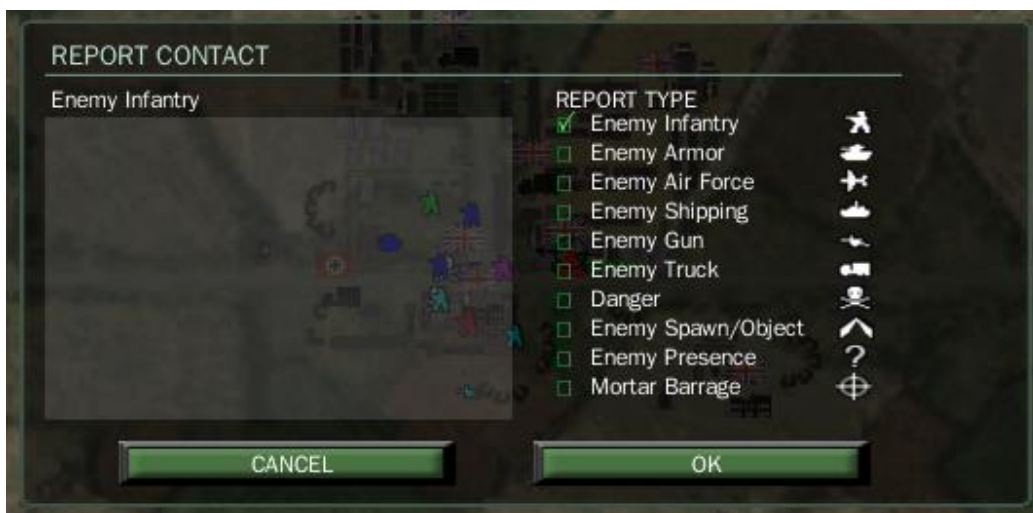 REPORT CONTACT
Enemy Infantry
REPORT TYPE
Enemy Infantry
Enemy Armor
Enemy Air Force
Enemy Shipping
Enemy Gun
Enemy Truck
Danger
Enemy Spawn/Object
Enemy Presence
?
Mortar Barrage
CANCEL
OK